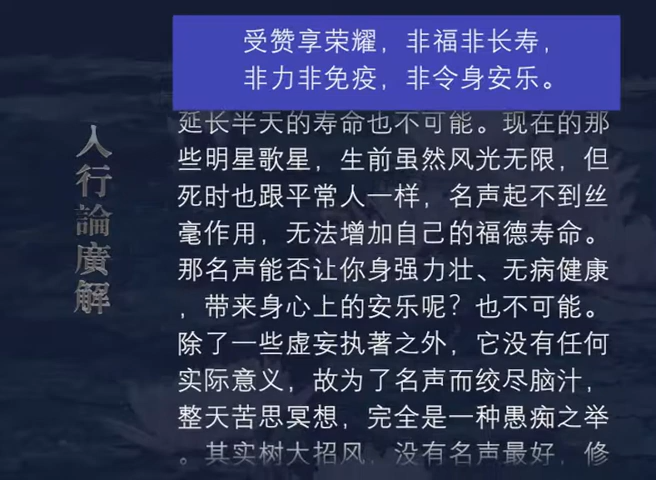 受赞享荣耀，非福非长寿，
非力非免疫，非令身安乐。
入行論廣解
延长半天的寿命也不可能。现在的那
些明星歌星，生前虽然风光无限，但
死时也跟平常人一样，名声起不到丝
毫作用，无法增加自己的福德寿命。
那名声能否让你身强力壮、无病健康
，带来身心上的安乐呢？也不可能。
除了一些虚妄执著之外，它没有任何
实际意义，故为了名声而绞尽脑汁，
整天苦思冥想，完全是一种愚痴之举
。其实树大招风，没有名声最好，修